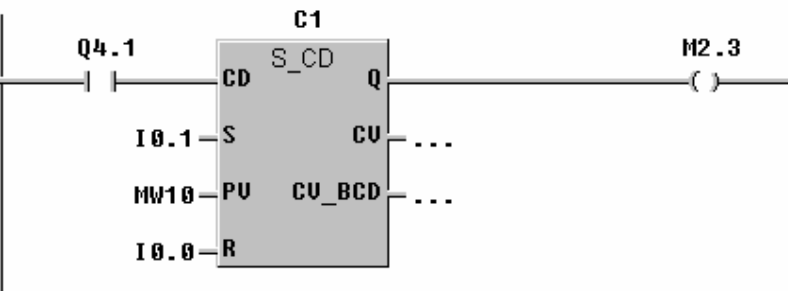 C1
Q4.1 S_CD M2.3
CD Q
I0.1 S CV ...
MW10 PV CV_BCD ...
I0.0 R